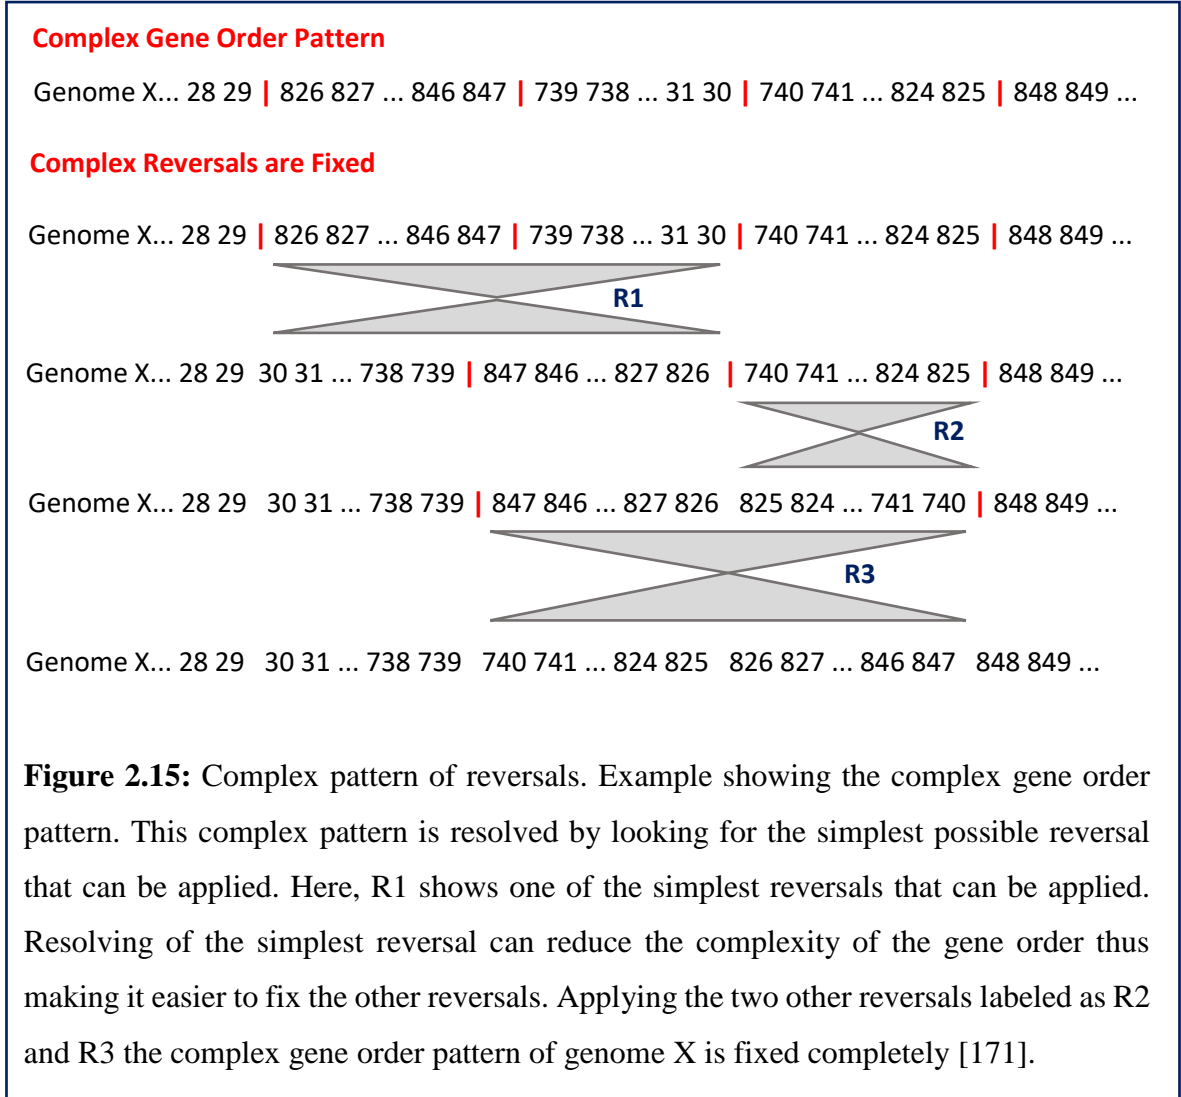 Complex Gene Order Pattern
Genome X... 28 29 | 826 827 ... 846 847 | 739 738 ... 31 30 | 740 741 ... 824 825 | 848 849 ...
Complex Reversals are Fixed
Genome X... 28 29 | 826 827 ... 846 847 | 739 738 ... 31 30 | 740 741 ... 824 825 | 848 849 ...
R1
Genome X... 28 29 30 31 ... 738 739 | 847 846 ... 827 826 | 740 741 ... 824 825 | 848 849 ...
R2
Genome X... 28 29 30 31 ... 738 739 | 847 846 ... 827 826 825 824 ... 741 740 | 848 849 ...
R3
Genome X... 28 29 30 31 ... 738 739 740 741 ... 824 825 826 827 ... 846 847 848 849 ...
Figure 2.15: Complex pattern of reversals. Example showing the complex gene order
pattern. This complex pattern is resolved by looking for the simplest possible reversal
that can be applied. Here, R1 shows one of the simplest reversals that can be applied.
Resolving of the simplest reversal can reduce the complexity of the gene order thus
making it easier to fix the other reversals. Applying the two other reversals labeled as R2
and R3 the complex gene order pattern of genome X is fixed completely [171].